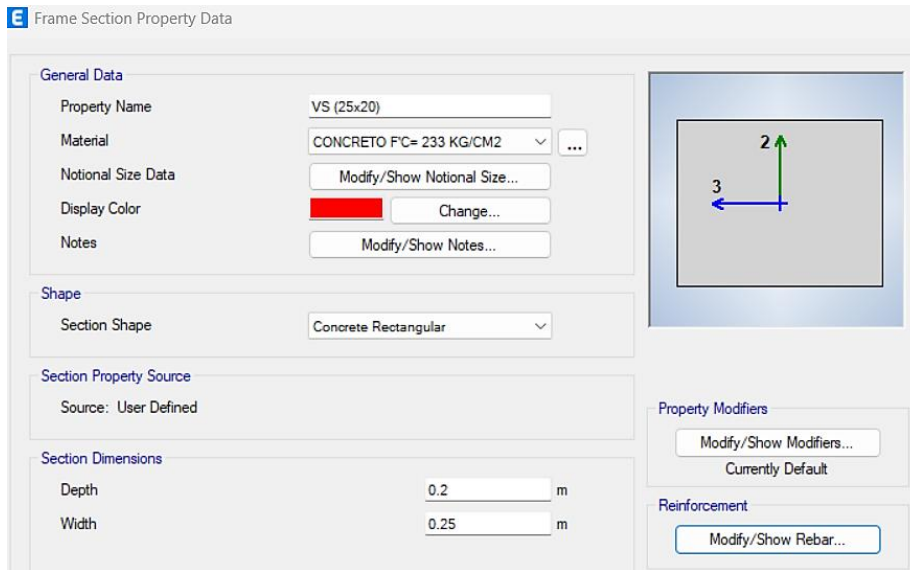 E Frame Section Property Data
General Data
Property Name VS (25x20)
Material CONCRETO F'C= 233 KG/CM2 ...
Notional Size Data Modify/Show Notional Size...
Display Color Change...
Notes Modify/Show Notes...
2
3
Shape
Section Shape Concrete Rectangular
Section Property Source
Source: User Defined
Section Dimensions
Depth 0.2 m
Width 0.25 m
Property Modifiers
Modify/Show Modifiers...
Currently Default
Reinforcement
Modify/Show Rebar...